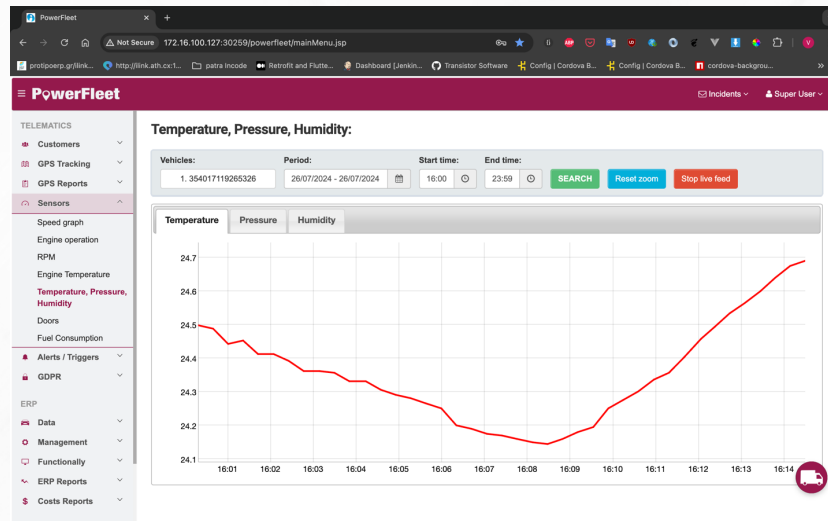 PowerFleet
Not Secure 172.16.100.127:30259/powerfleet/mainMenu.jsp
protipoerp.gr/ilink... http://ilink.ath.cx:1... patra Incode Retrofit and Flutte... Dashboard [Jenkin... Transistor Software Config | Cordova B... Config | Cordova B... cordova-backgrou...
PowerFleet Incidents Super User
TELEMATICS
Customers
GPS Tracking
GPS Reports
Sensors
Speed graph
Engine operation
RPM
Engine Temperature
Temperature, Pressure,
Humidity
Doors
Fuel Consumption
Alerts / Triggers
GDPR
ERP
Data
Management
Functionally
ERP Reports
Costs Reports
Temperature, Pressure, Humidity:
Vehicles: Period: Start time: End time:
1. 354017119265326 26/07/2024 - 26/07/2024 16:00 23:59 SEARCH Reset zoom Stop live feed
Temperature Pressure Humidity
24.7
24.6
24.5
24.4
24.3
24.2
24.1
16:01 16:02 16:03 16:04 16:05 16:06 16:07 16:08 16:09 16:10 16:11 16:12 16:13 16:14